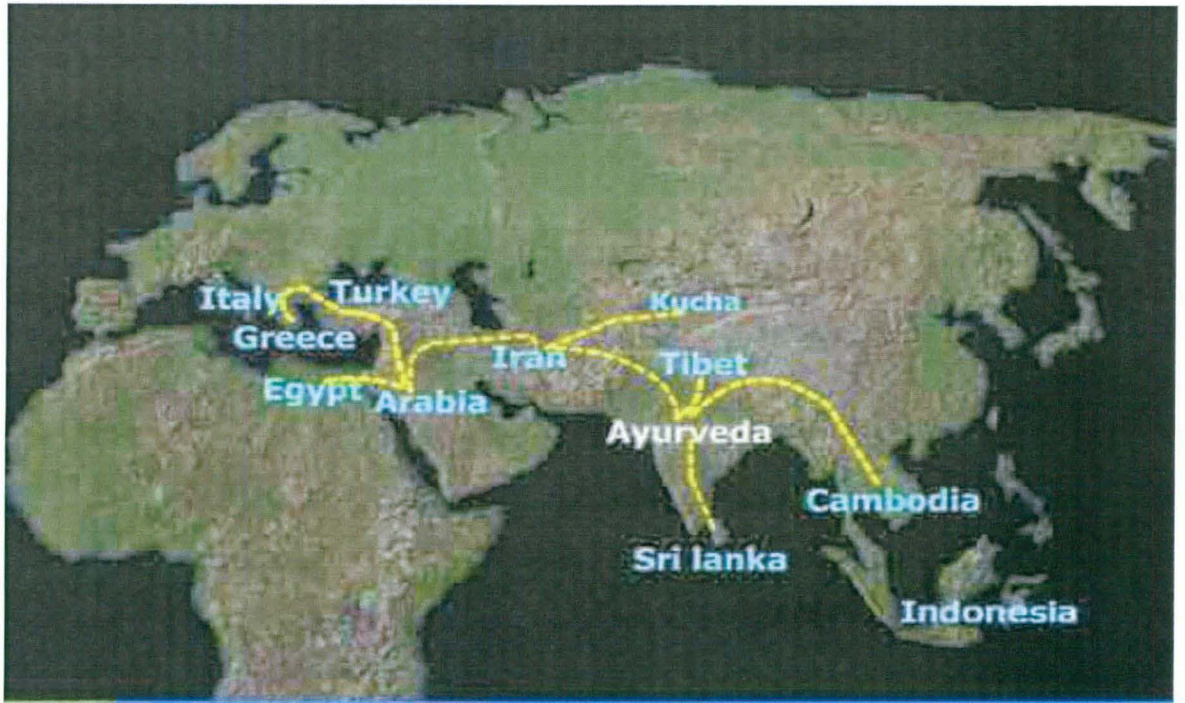 Italy
Turkey
Kucha
Greece
Iran
Tibet
Egypt
Arabia
Ayurveda
Cambodia
Sri lanka
Indonesia